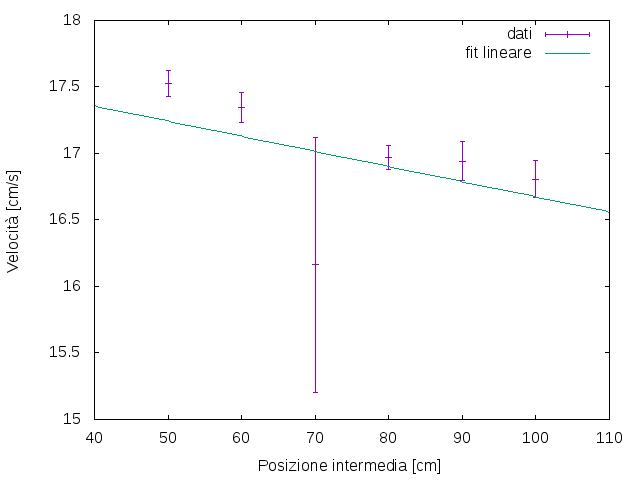 dati
fit lineare
18
17.5
17
16.5
16
15.5
15
Velocità [cm/s]
40 50 60 70 80 90 100 110
Posizione intermedia [cm]